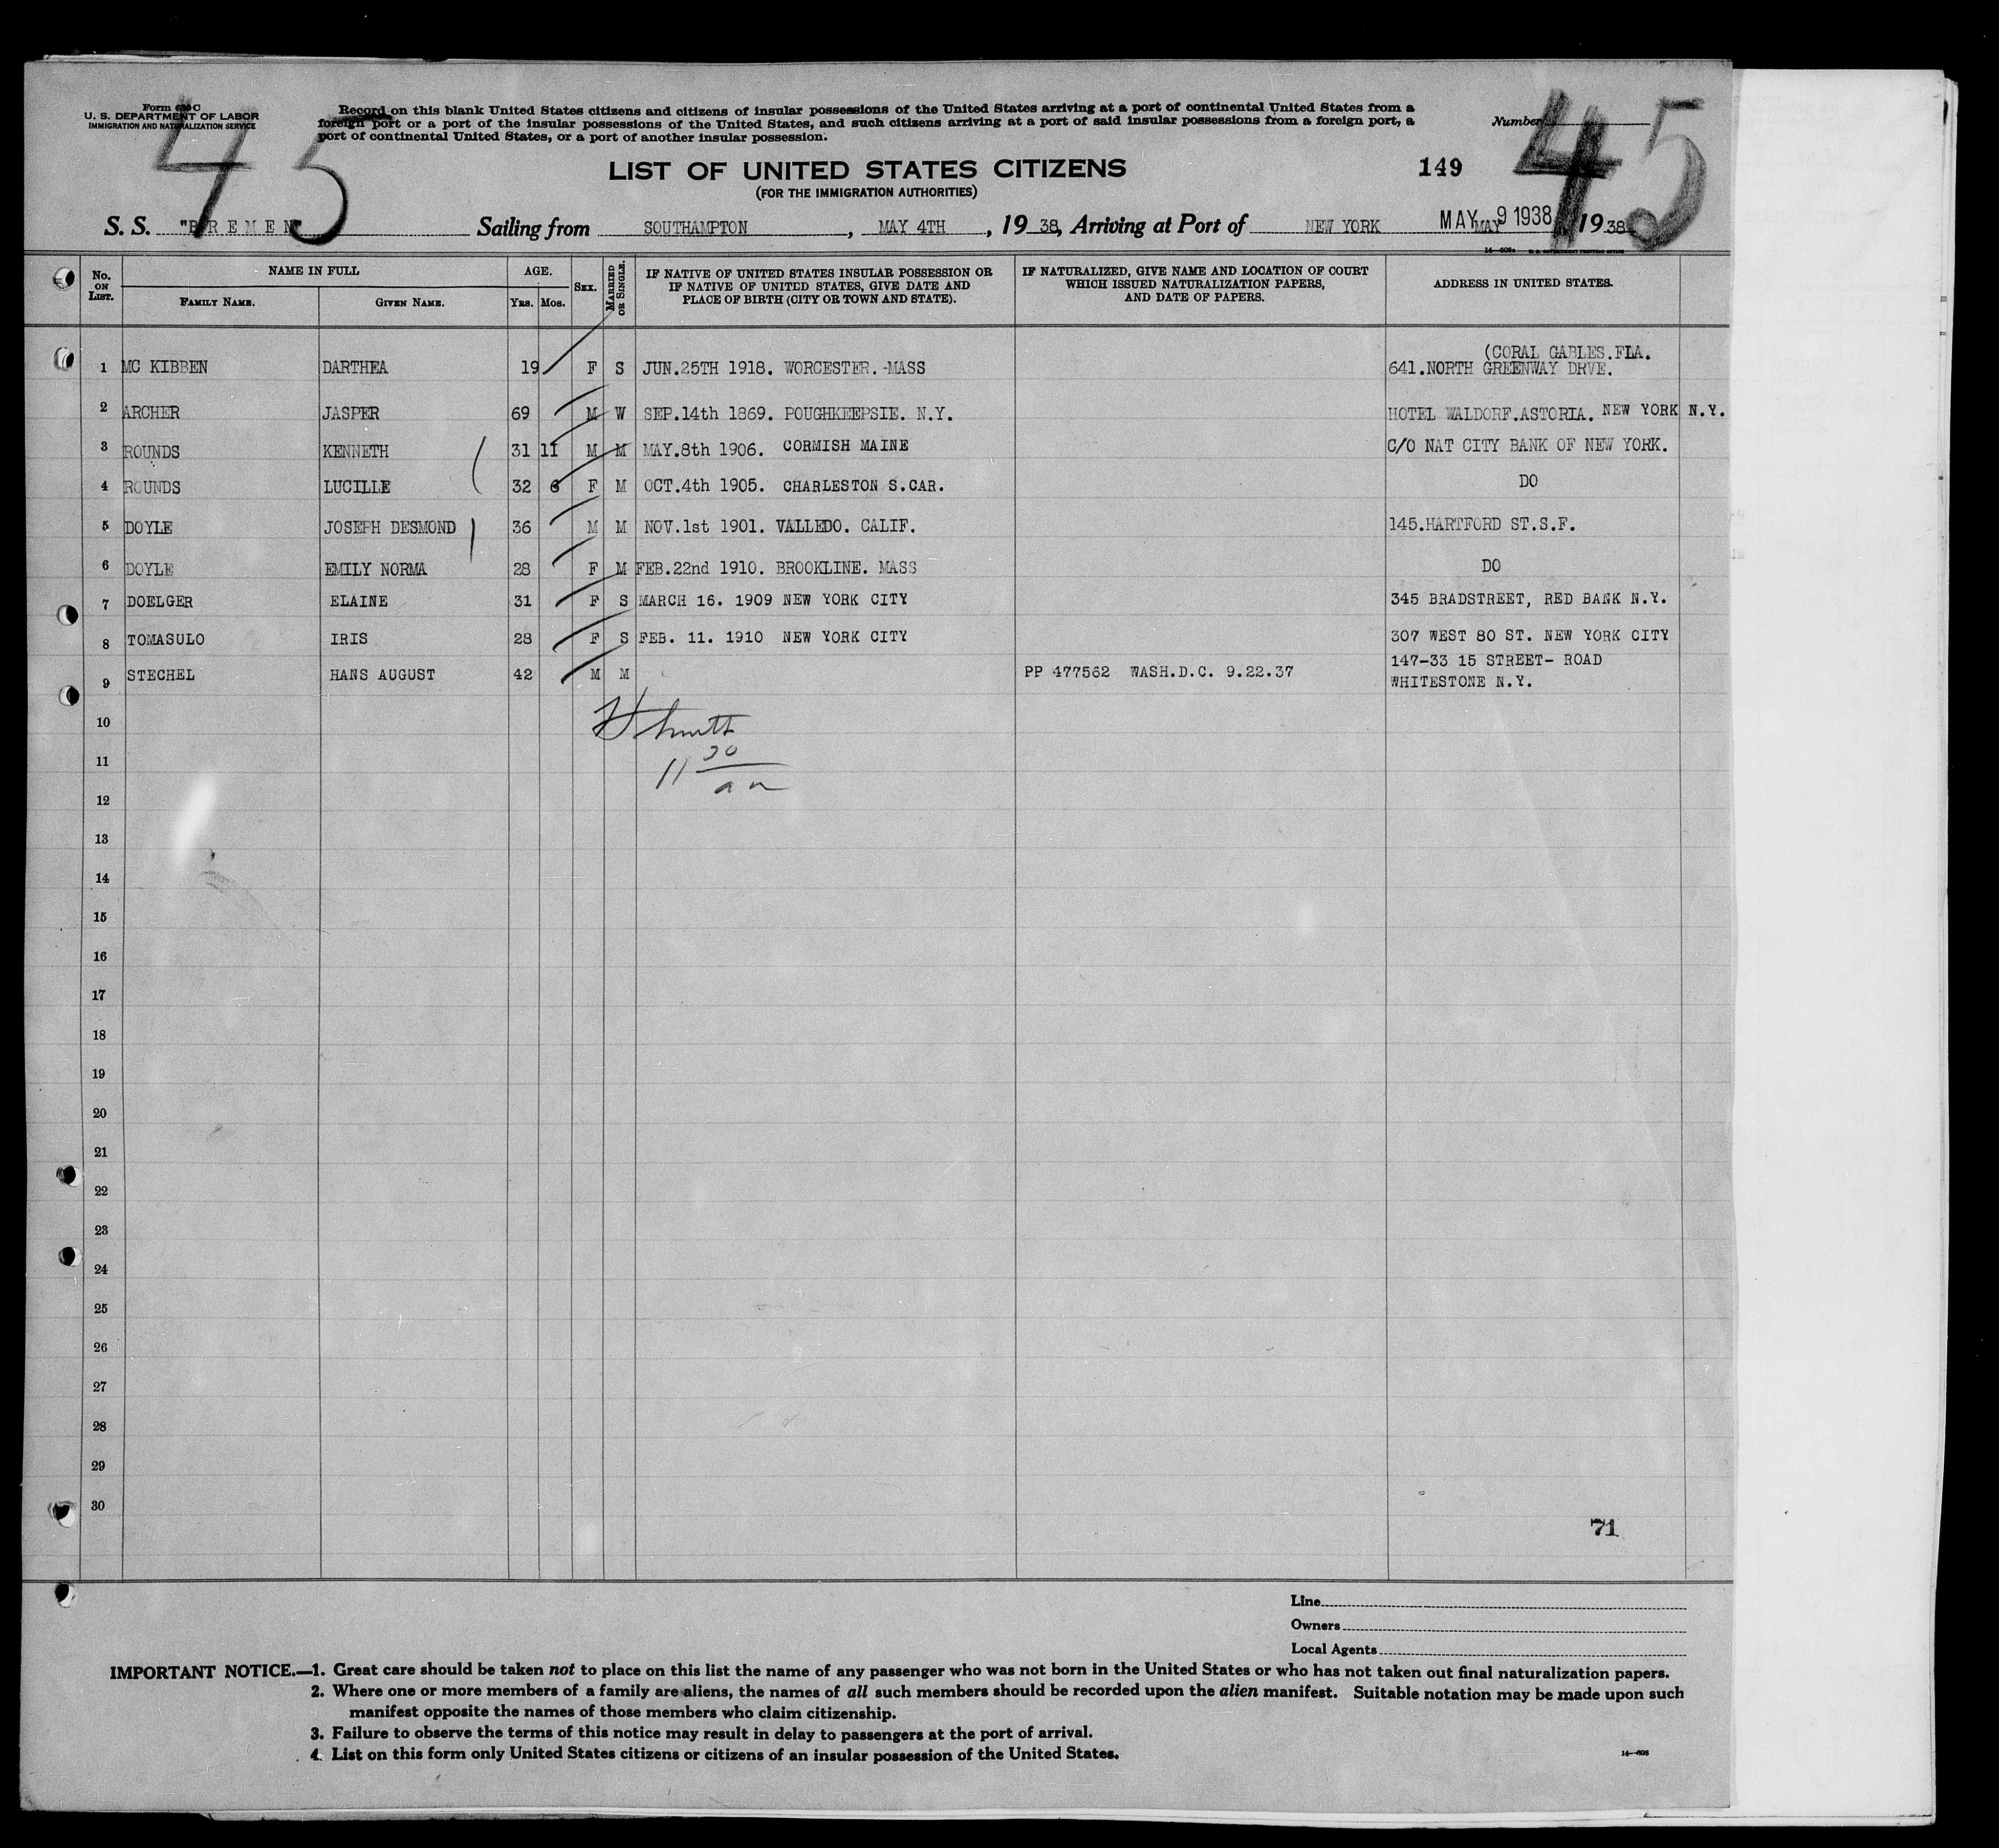 Form 630 C
U. S. DEPARTMENT OF LABOR
IMMIGRATION AND NATURALIZATION SERVICE
45
Record on this blank United States citizens and citizens of insular possessions of the United States arriving at a port of continental United States from a
foreign port or a port of the insular possessions of the United States, and such citizens arriving at a port of said insular possessions from a foreign port, a
port of continental United States, or a port of another insular possession.
Number
45
LIST OF UNITED STATES CITIZENS
149
(FOR THE IMMIGRATION AUTHORITIES)
S. S. "BREMEN" Sailing from SOUTHAMPTON, MAY 4TH, 1938, Arriving at Port of NEW YORK MAY 9 1938 MAY 1938
No. ON LIST. NAME IN FULL AGE. SEX. MARRIED OR SINGLE. IF NATIVE OF UNITED STATES INSULAR POSSESSION OR IF NATIVE OF UNITED STATES, GIVE DATE AND PLACE OF BIRTH (CITY OR TOWN AND STATE). IF NATURALIZED, GIVE NAME AND LOCATION OF COURT WHICH ISSUED NATURALIZATION PAPERS, AND DATE OF PAPERS. ADDRESS IN UNITED STATES.
FAMILY NAME. GIVEN NAME. YRS. MOS.
(CORAL GABLES.FLA.
1 MC KIBBEN DARTHEA 19 F S JUN.25TH 1918. WORCESTER.-MASS 641.NORTH GREENWAY DRVE.
2 ARCHER JASPER 69 M W SEP.14th 1869. POUGHKEEPSIE. N.Y. HOTEL WALDORF.ASTORIA. NEW YORK N.Y.
3 ROUNDS KENNETH 31 11 M M MAY.8th 1906. CORMISH MAINE C/O NAT CITY BANK OF NEW YORK.
4 ROUNDS LUCILLE 32 6 F M OCT.4th 1905. CHARLESTON S.CAR. DO
5 DOYLE JOSEPH DESMOND 36 M M NOV.1st 1901. VALLEDO. CALIF. 145.HARTFORD ST.S.F.
6 DOYLE EMILY NORMA 28 F M FEB.22nd 1910. BROOKLINE. MASS DO
7 DOELGER ELAINE 31 F S MARCH 16. 1909 NEW YORK CITY 345 BRADSTREET, RED BANK N.Y.
8 TOMASULO IRIS 28 F S FEB. 11. 1910 NEW YORK CITY 307 WEST 80 ST. NEW YORK CITY
9 STECHEL HANS AUGUST 42 M M PP 477562 WASH.D.C. 9.22.37 147-33 15 STREET- ROAD
WHITESTONE N.Y.
10
11 30
11 am
12
13
14
15
16
17
18
19
20
21
22
23
24
25
26
27
28
29
30
71
Line
Owners
Local Agents
IMPORTANT NOTICE.—1. Great care should be taken not to place on this list the name of any passenger who was not born in the United States or who has not taken out final naturalization papers.
2. Where one or more members of a family are aliens, the names of all such members should be recorded upon the alien manifest. Suitable notation may be made upon such
manifest opposite the names of those members who claim citizenship.
3. Failure to observe the terms of this notice may result in delay to passengers at the port of arrival.
4. List on this form only United States citizens or citizens of an insular possession of the United States.